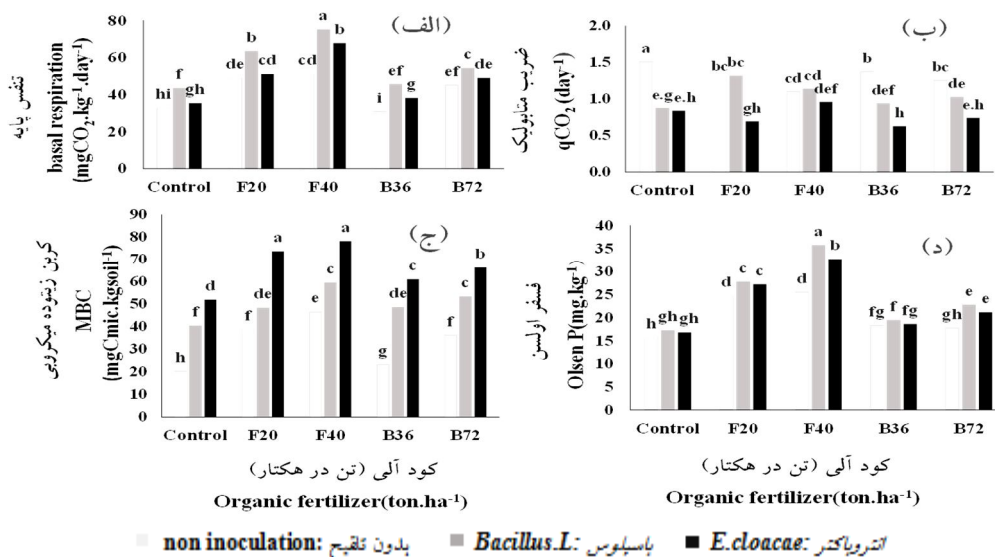 (الف)
تنفس پایه
basal respiration
(mgCO₂.kg⁻¹.day⁻¹)
80
60
40
20
0
hi f gh
de b cd
cd a
i ef g
ef c de
Control F20 F40 B36 B72
(ب)
ضریب متابولیک
qCO₂ (day⁻¹)
2.0
1.5
1.0
0.5
0.0
a e.g e.h
bc bc gh
cd cd def
c def h
bc de e.h
Control F20 F40 B36 B72
(ج)
کربن زیتوده میکروبی
MBC
(mgCmic.kgsoil⁻¹)
90
80
70
60
50
40
30
20
10
0
h f d
f de a
e c a
g de c
f c b
Control F20 F40 B36 B72
کود آلی (تن در هکتار)
Organic fertilizer(ton.ha⁻¹)
(د)
فسفر اولسن
Olsen P(mg.kg⁻¹)
40
35
30
25
20
15
10
5
0
h gh gh
d c c
d a b
fg f fg
gh e e
Control F20 F40 B36 B72
کود آلی (تن در هکتار)
Organic fertilizer(ton.ha⁻¹)
non inoculation: بدون تلقیح Bacillus.L: باسیلوس E.cloacae: انتروباکتر